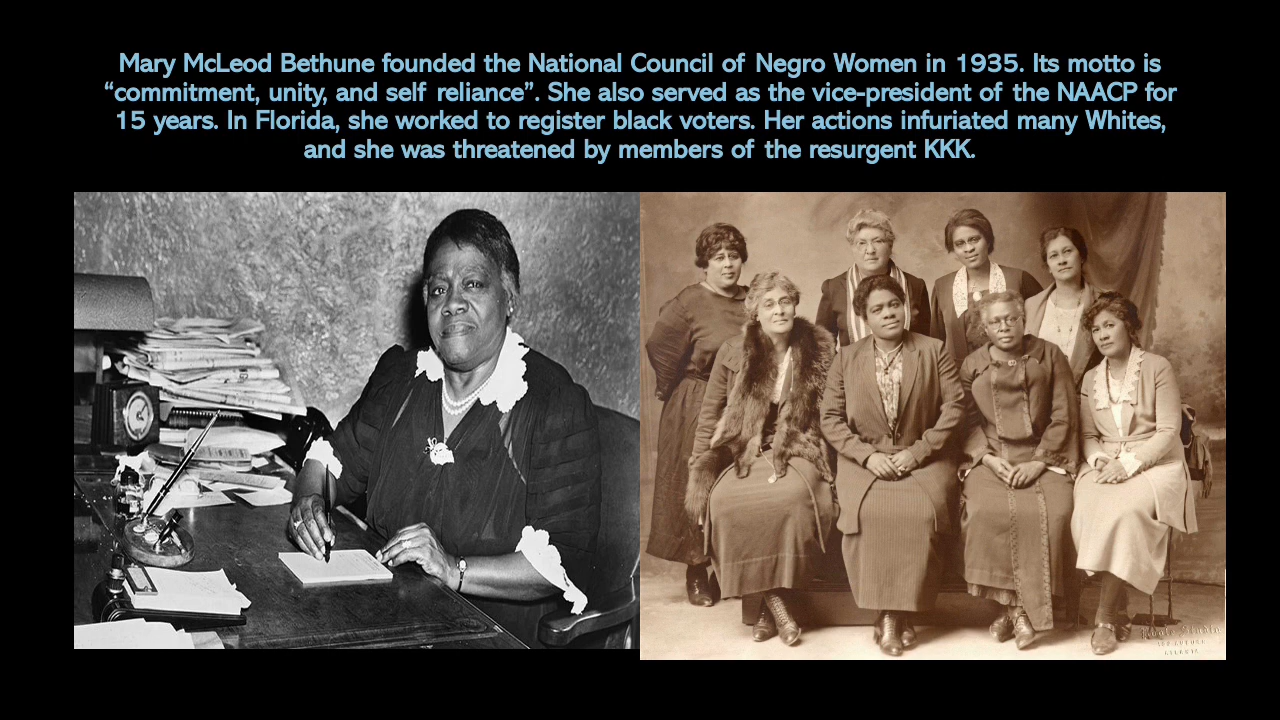 Mary McLeod Bethune founded the National Council of Negro Women in 1935. Its motto is
“commitment, unity, and self reliance”. She also served as the vice-president of the NAACP for
15 years. In Florida, she worked to register black voters. Her actions infuriated many Whites,
and she was threatened by members of the resurgent KKK.